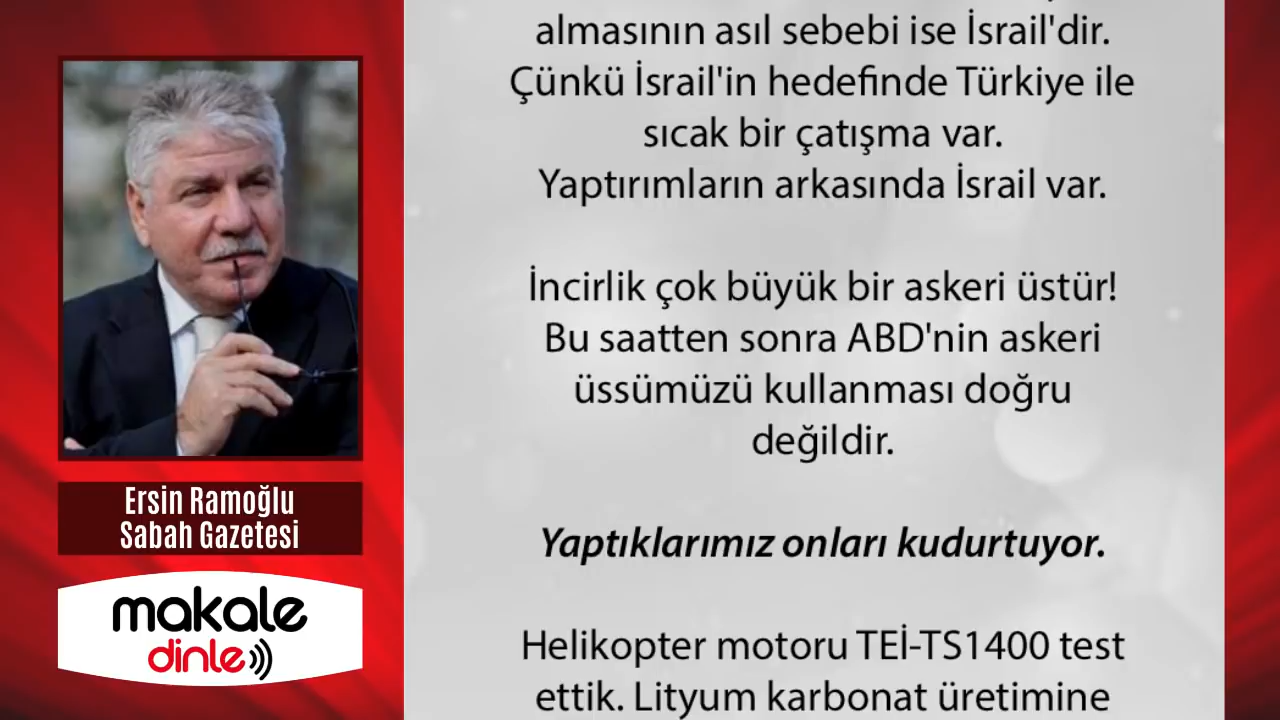 almasının asıl sebebi ise İsrail'dir.
Çünkü İsrail'in hedefinde Türkiye ile
sıcak bir çatışma var.
Yaptırımların arkasında İsrail var.
İncirlik çok büyük bir askeri üstür!
Bu saatten sonra ABD'nin askeri
üssümüzü kullanması doğru
değildir.
Yaptıklarımız onları kudurtuyor.
Helikopter motoru TEİ-TS1400 test
ettik. Lityum karbonat üretimine
Ersin Ramoğlu
Sabah Gazetesi
makale
dinle